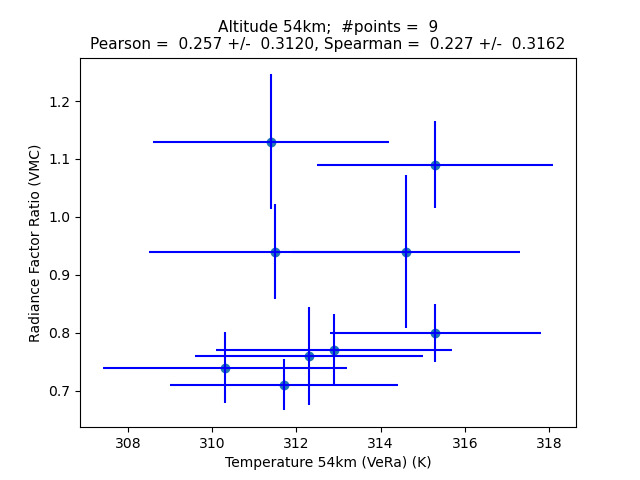 Altitude 54km;  #points =  9
Pearson =  0.257 +/-  0.3120, Spearman =  0.227 +/-  0.3162
1.2
1.1
1.0
0.9
0.8
0.7
Radiance Factor Ratio (VMC)
308 310 312 314 316 318
Temperature 54km (VeRa) (K)